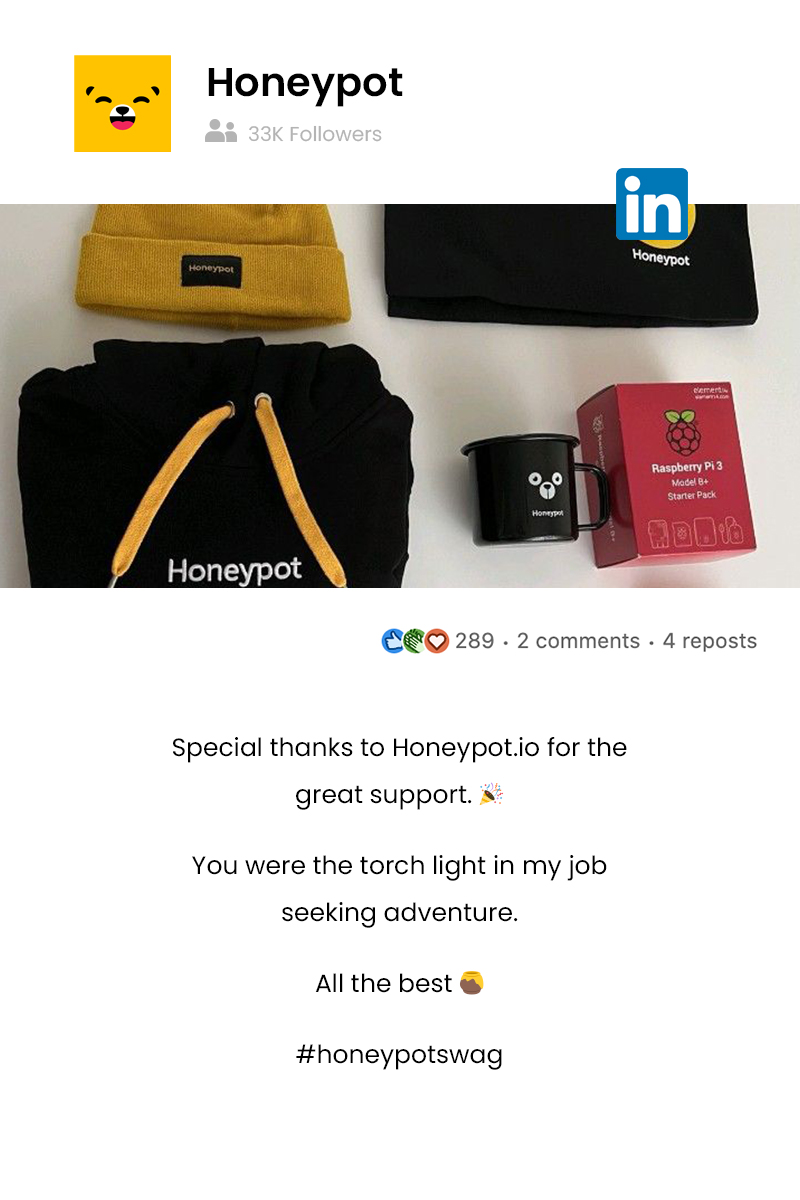 Honeypot
33K Followers
in
Honeypot
Honeypot
element14
Raspberry Pi 3
Model B+
Starter Pack
Honeypot
Honeypot
289 · 2 comments · 4 reposts
Special thanks to Honeypot.io for the
great support. 🎉
You were the torch light in my job
seeking adventure.
All the best 🍯
#honeypotswag